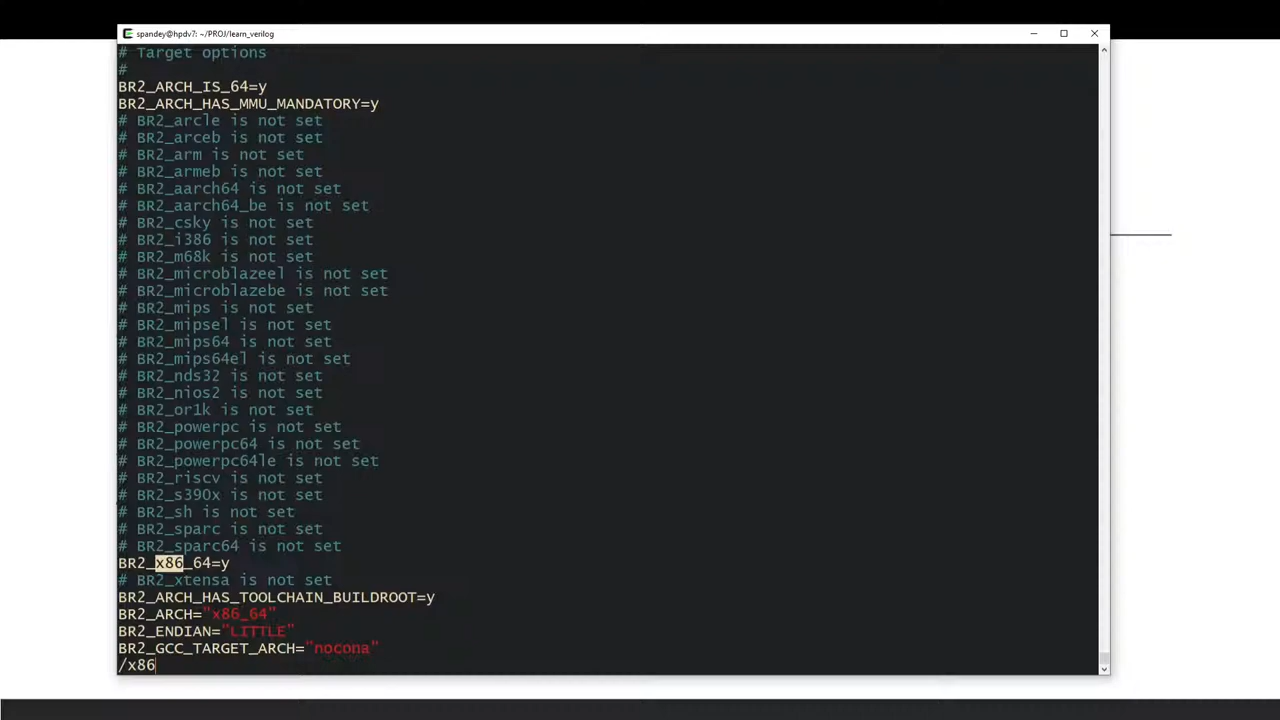 spandey@hpdv7: ~/PROJ/learn_verilog
# Target options
#
BR2_ARCH_IS_64=y
BR2_ARCH_HAS_MMU_MANDATORY=y
# BR2_arcle is not set
# BR2_arceb is not set
# BR2_arm is not set
# BR2_armeb is not set
# BR2_aarch64 is not set
# BR2_aarch64_be is not set
# BR2_csky is not set
# BR2_i386 is not set
# BR2_m68k is not set
# BR2_microblazeel is not set
# BR2_microblazebe is not set
# BR2_mips is not set
# BR2_mipsel is not set
# BR2_mips64 is not set
# BR2_mips64el is not set
# BR2_nds32 is not set
# BR2_nios2 is not set
# BR2_or1k is not set
# BR2_powerpc is not set
# BR2_powerpc64 is not set
# BR2_powerpc64le is not set
# BR2_riscv is not set
# BR2_s390x is not set
# BR2_sh is not set
# BR2_sparc is not set
# BR2_sparc64 is not set
BR2_x86_64=y
# BR2_xtensa is not set
BR2_ARCH_HAS_TOOLCHAIN_BUILDROOT=y
BR2_ARCH="x86_64"
BR2_ENDIAN="LITTLE"
BR2_GCC_TARGET_ARCH="nocona"
/x86